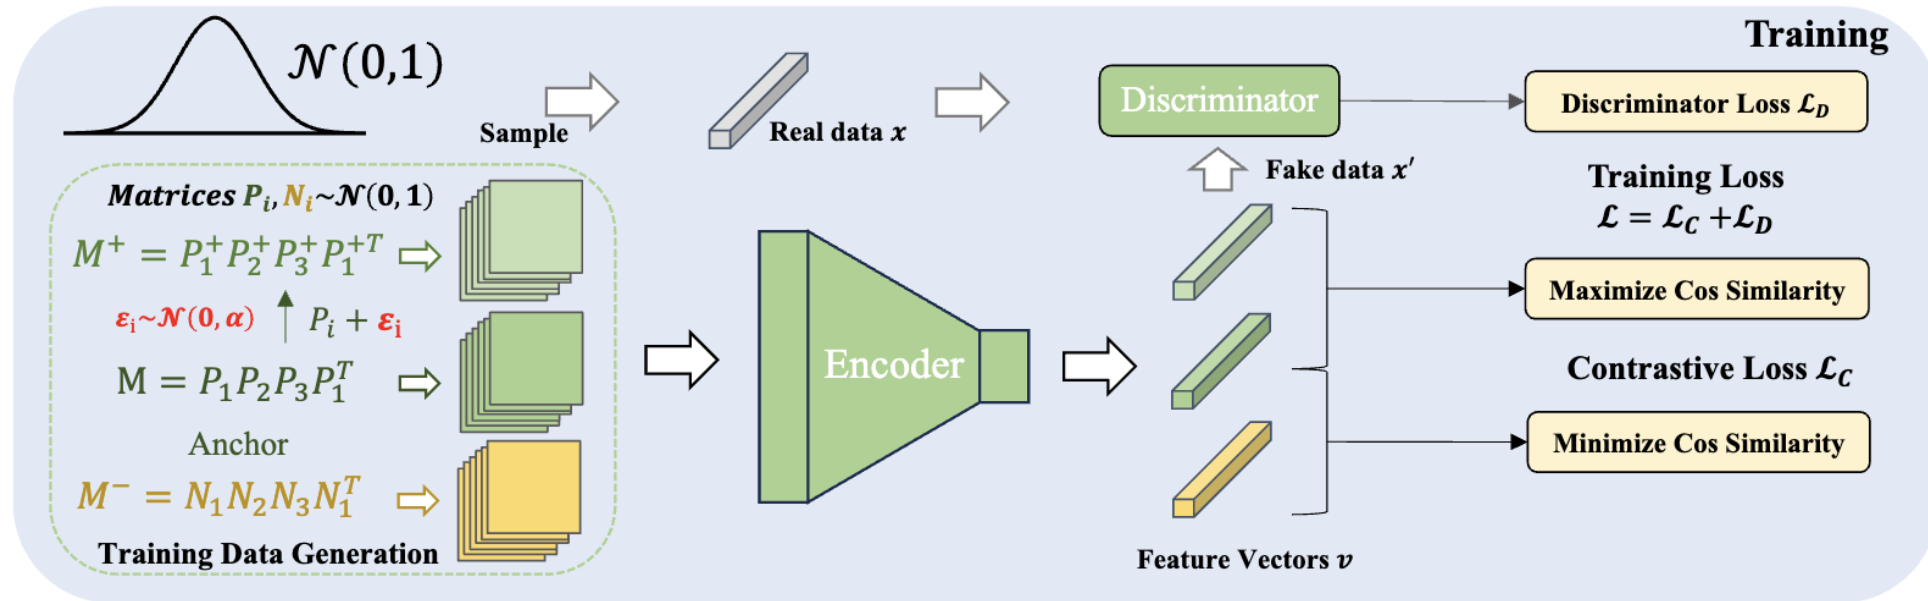 Training
𝒩(0,1)
Sample
Real data x
Discriminator
Discriminator Loss ℒ_D
Fake data x′
Training Loss
ℒ = ℒ_C +ℒ_D
Matrices P_i, N_i~𝒩(0, 1)
M⁺ = P₁⁺P₂⁺P₃⁺P₁⁺ᵀ
ε_i~𝒩(0, α)
P_i + ε_i
M = P₁P₂P₃P₁ᵀ
Anchor
M⁻ = N₁N₂N₃N₁ᵀ
Training Data Generation
Encoder
Feature Vectors v
Maximize Cos Similarity
Contrastive Loss ℒ_C
Minimize Cos Similarity